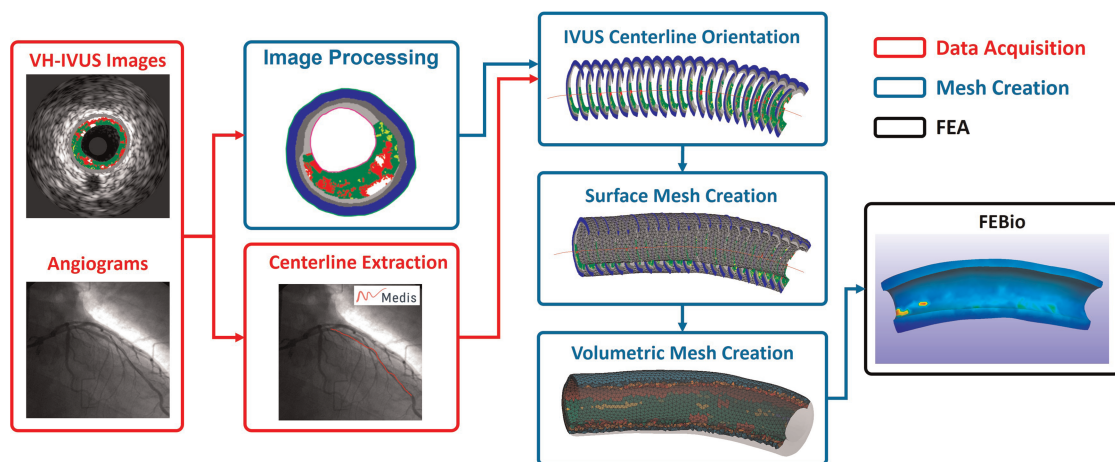 VH-IVUS Images
Angiograms
Image Processing
Centerline Extraction
Medis
IVUS Centerline Orientation
Surface Mesh Creation
Volumetric Mesh Creation
Data Acquisition
Mesh Creation
FEA
FEBio